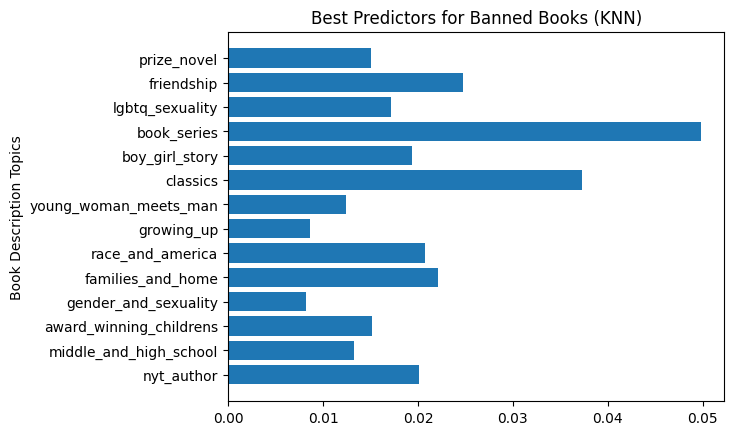 Best Predictors for Banned Books (KNN)
Book Description Topics
prize_novel
friendship
lgbtq_sexuality
book_series
boy_girl_story
classics
young_woman_meets_man
growing_up
race_and_america
families_and_home
gender_and_sexuality
award_winning_childrens
middle_and_high_school
nyt_author
0.00 0.01 0.02 0.03 0.04 0.05